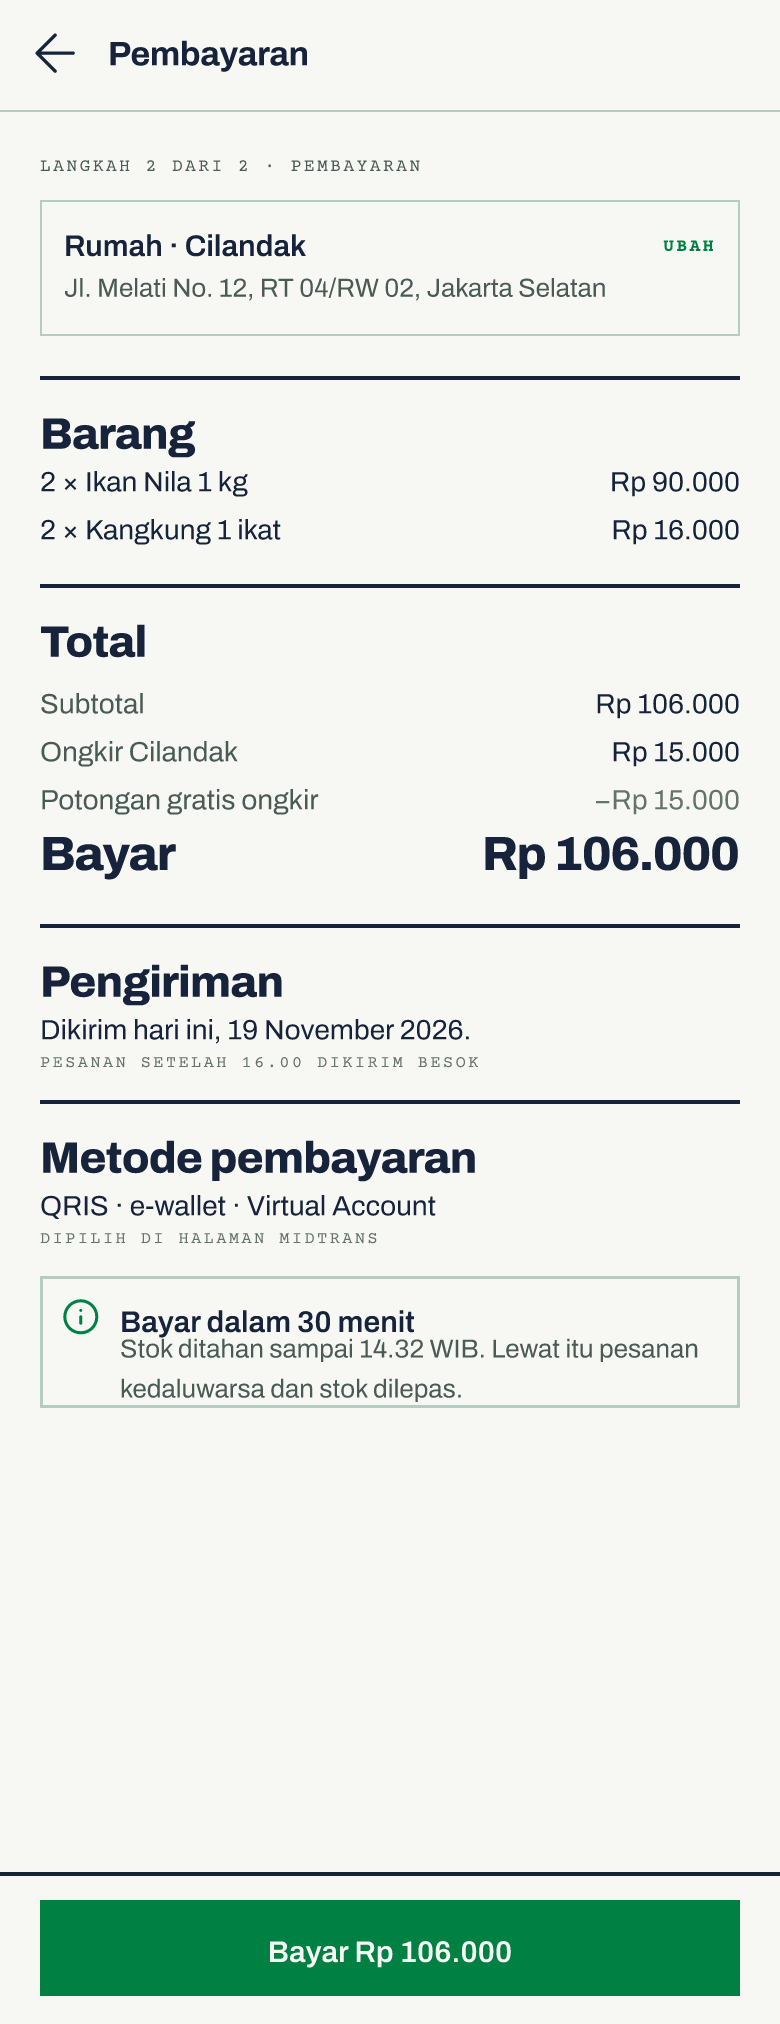 Pembayaran
LANGKAH 2 DARI 2 · PEMBAYARAN
Rumah · Cilandak
UBAH
Jl. Melati No. 12, RT 04/RW 02, Jakarta Selatan
Barang
2 × Ikan Nila 1 kg Rp 90.000
2 × Kangkung 1 ikat Rp 16.000
Total
Subtotal Rp 106.000
Ongkir Cilandak Rp 15.000
Potongan gratis ongkir –Rp 15.000
Bayar Rp 106.000
Pengiriman
Dikirim hari ini, 19 November 2026.
PESANAN SETELAH 16.00 DIKIRIM BESOK
Metode pembayaran
QRIS · e-wallet · Virtual Account
DIPILIH DI HALAMAN MIDTRANS
Bayar dalam 30 menit
Stok ditahan sampai 14.32 WIB. Lewat itu pesanan
kedaluwarsa dan stok dilepas.
Bayar Rp 106.000